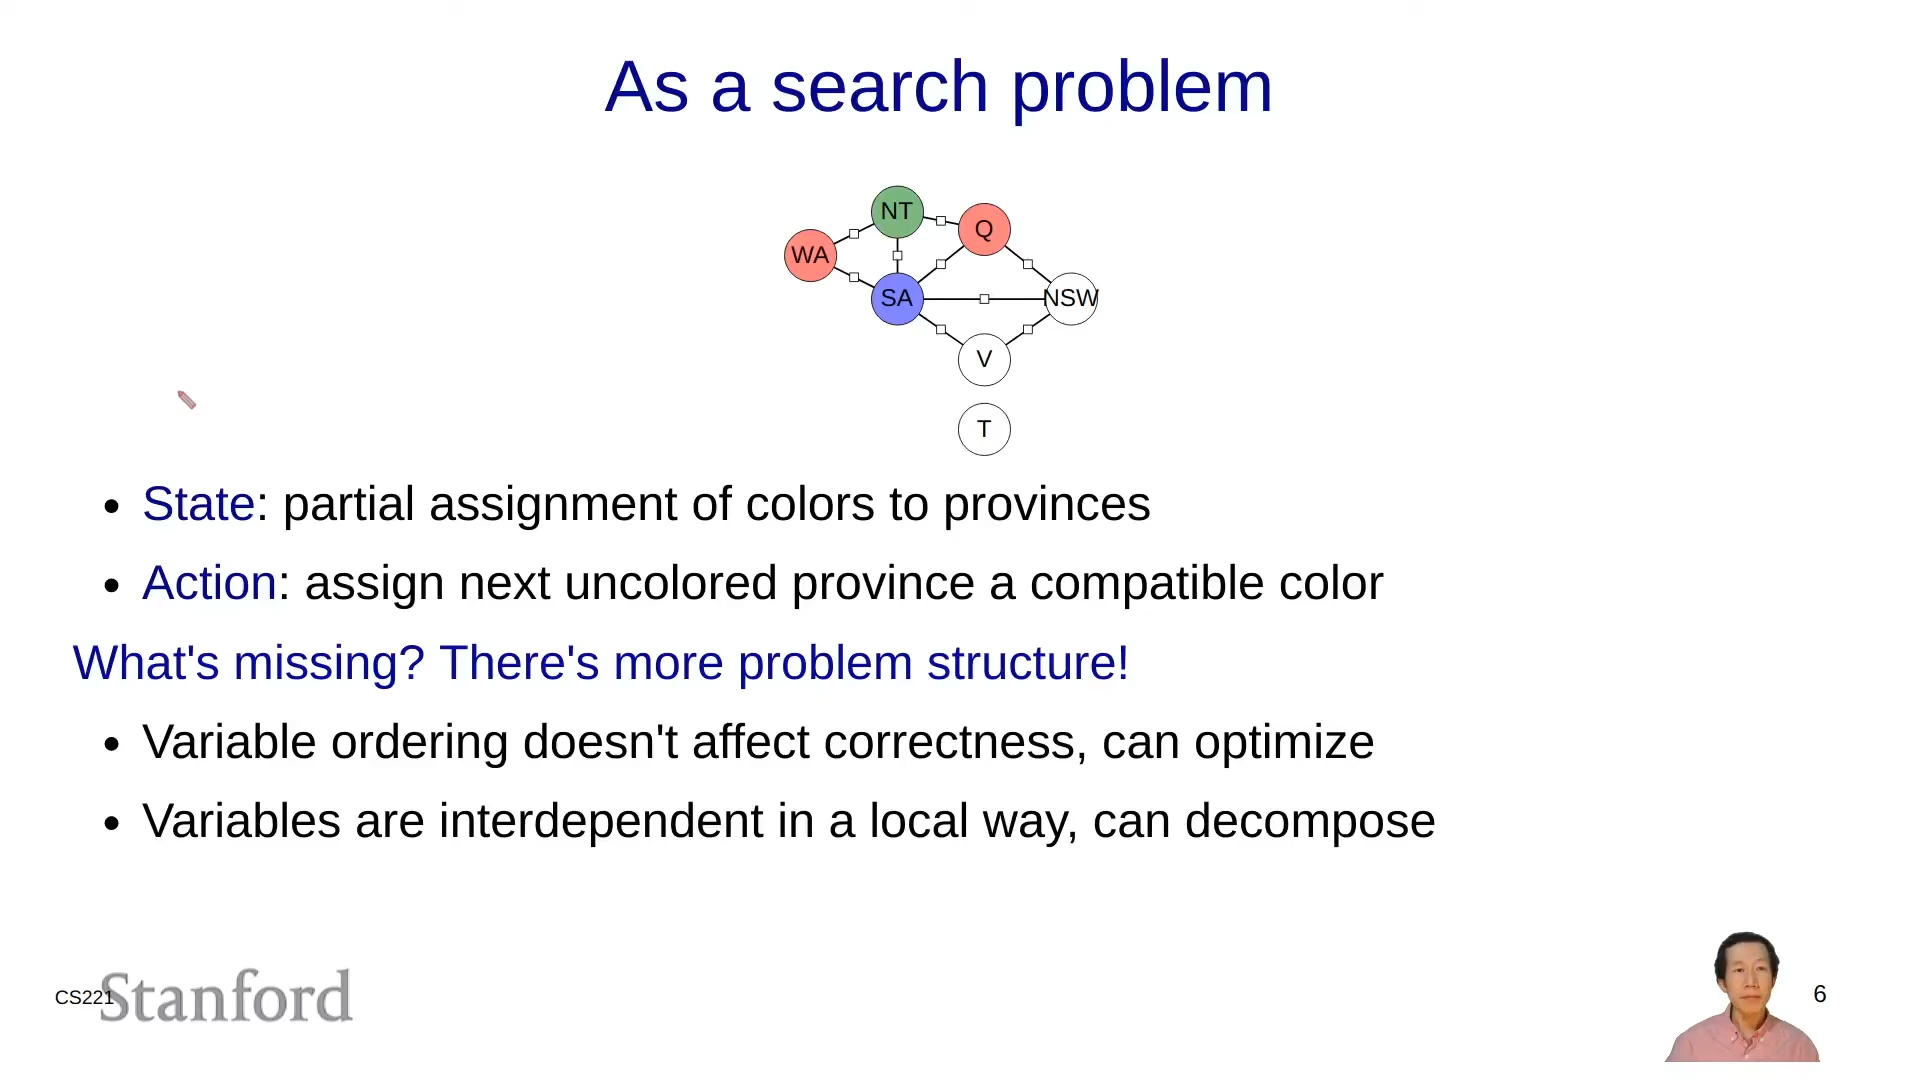 As a search problem
NT
Q
WA
SA
NSW
V
T
• State: partial assignment of colors to provinces
• Action: assign next uncolored province a compatible color
What's missing? There's more problem structure!
• Variable ordering doesn't affect correctness, can optimize
• Variables are interdependent in a local way, can decompose
CS221
Stanford
6